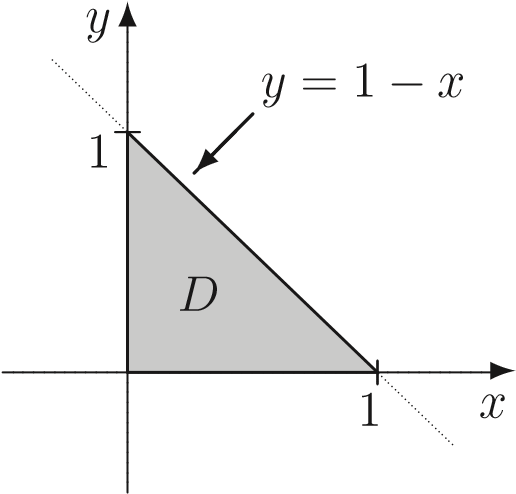 y
y = 1 − x
1
D
1
x